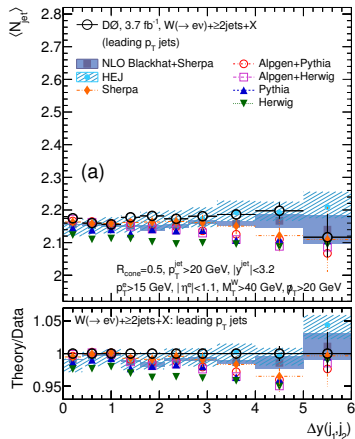 ⟨N_jet⟩
DØ, 3.7 fb⁻¹, W(→ eν)+≥2jets+X
(leading p_T jets)
NLO Blackhat+Sherpa
HEJ
Sherpa
Alpgen+Pythia
Alpgen+Herwig
Pythia
Herwig
(a)
2.8
2.7
2.6
2.5
2.4
2.3
2.2
2.1
2
R_cone=0.5, p_T^jet>20 GeV, |y^jet|<3.2
p_T^e>15 GeV, |η^e|<1.1, M_T^W>40 GeV, p̸_T>20 GeV
Theory/Data
W(→ eν)+≥2jets+X: leading p_T jets
1.05
1
0.95
0 1 2 3 4 5 6
Δy(j₁,j₂)